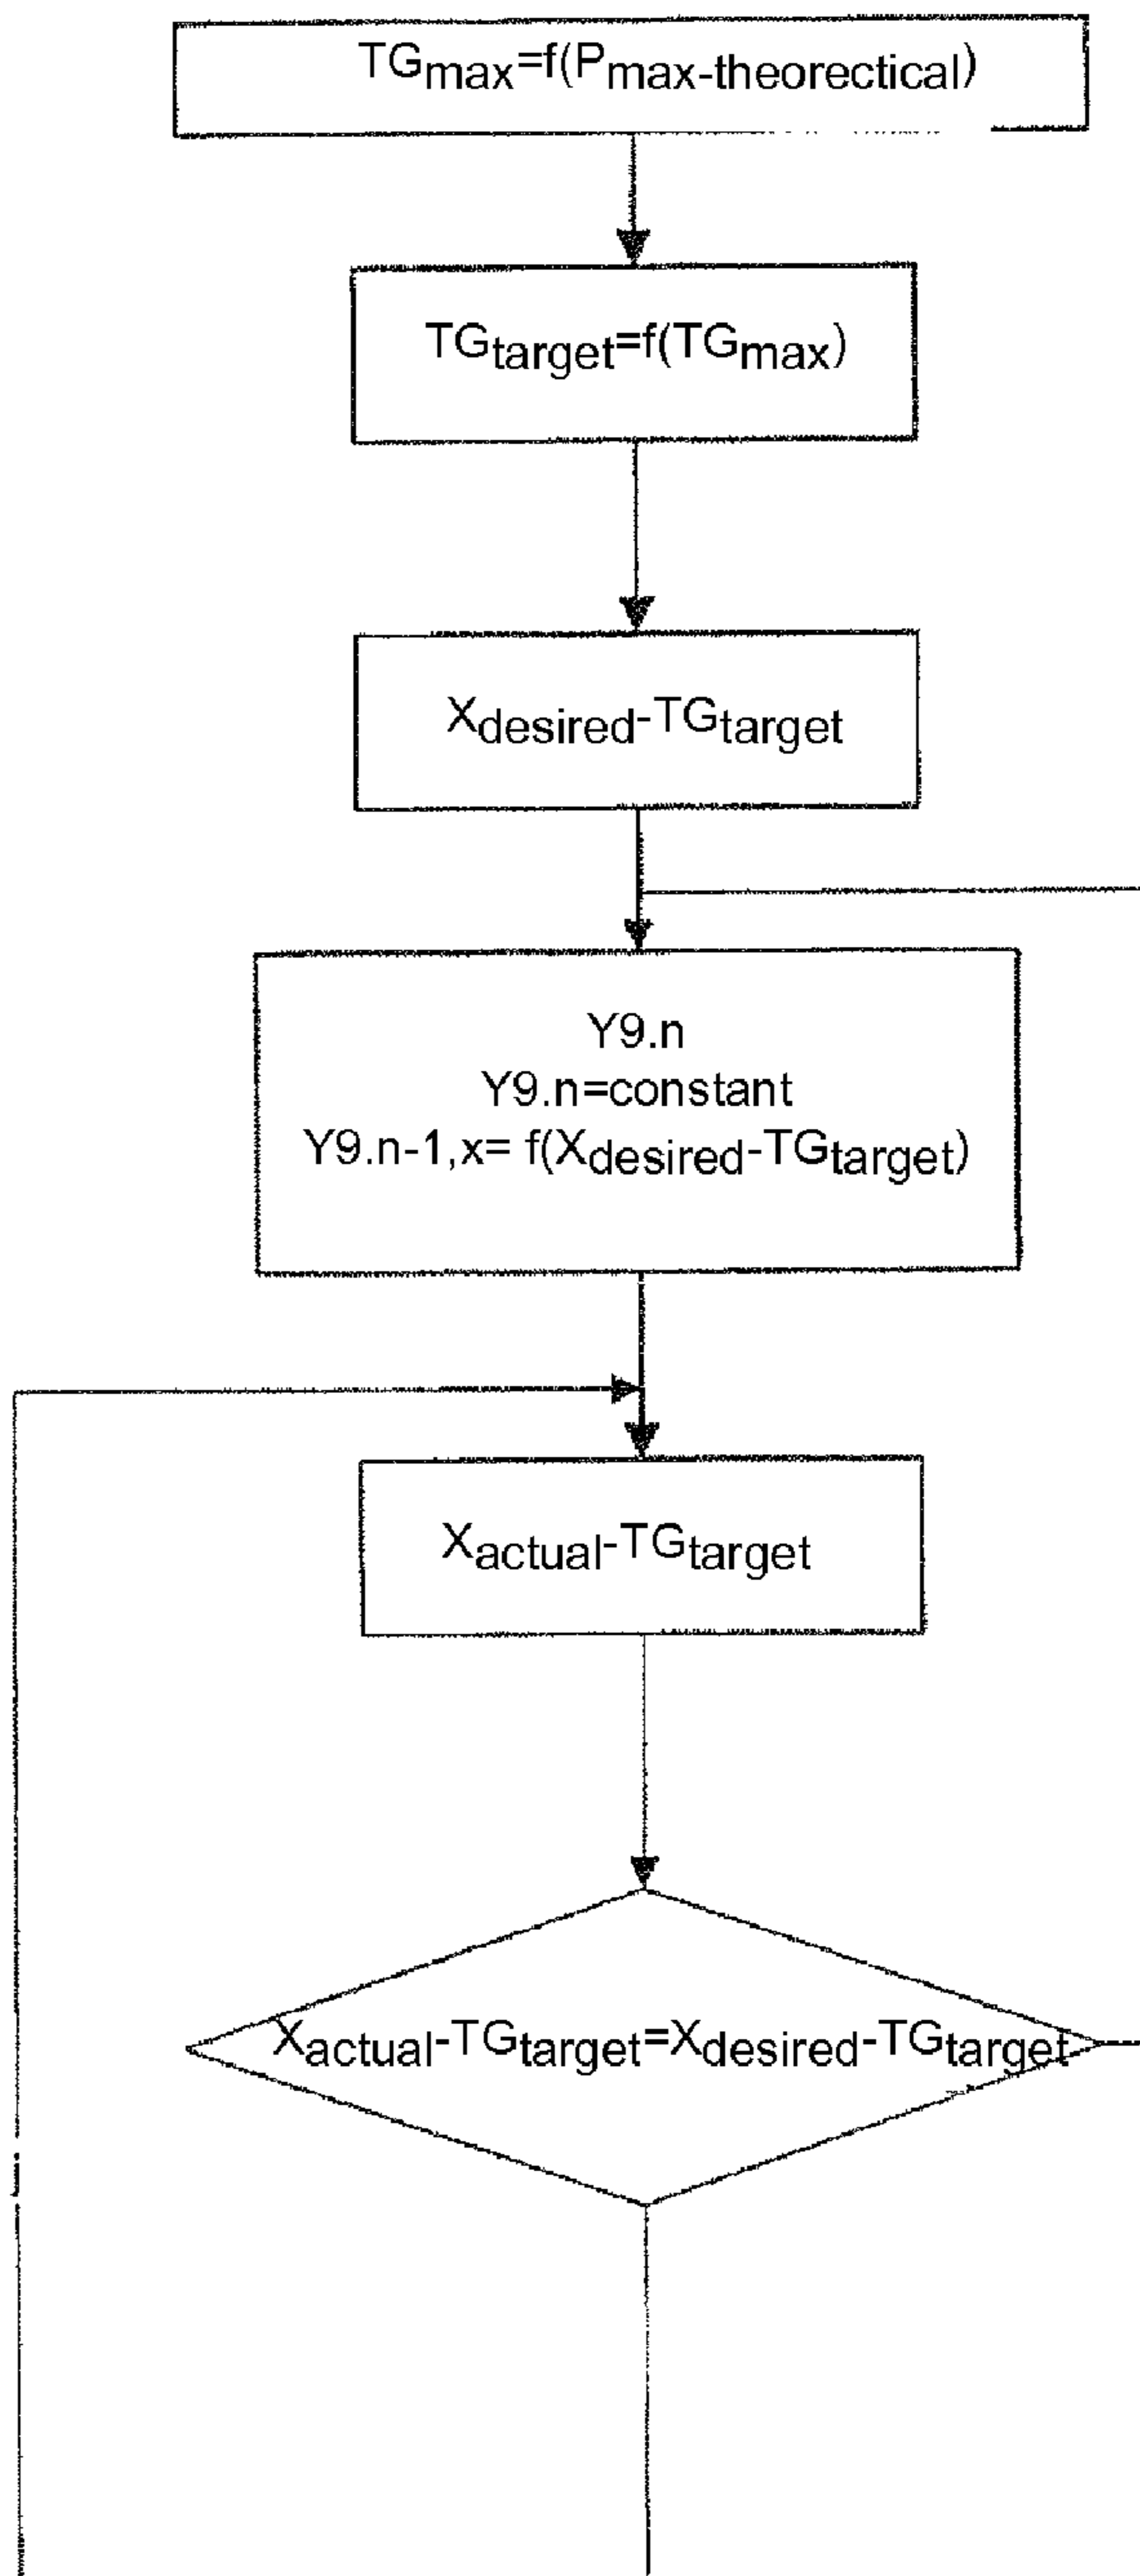 TGmax=f(Pmax-theorectical)
TGtarget=f(TGmax)
Xdesired-TGtarget
Y9.n
Y9.n=constant
Y9.n-1,x= f(Xdesired-TGtarget)
Xactual-TGtarget
Xactual-TGtarget=Xdesired-TGtarget